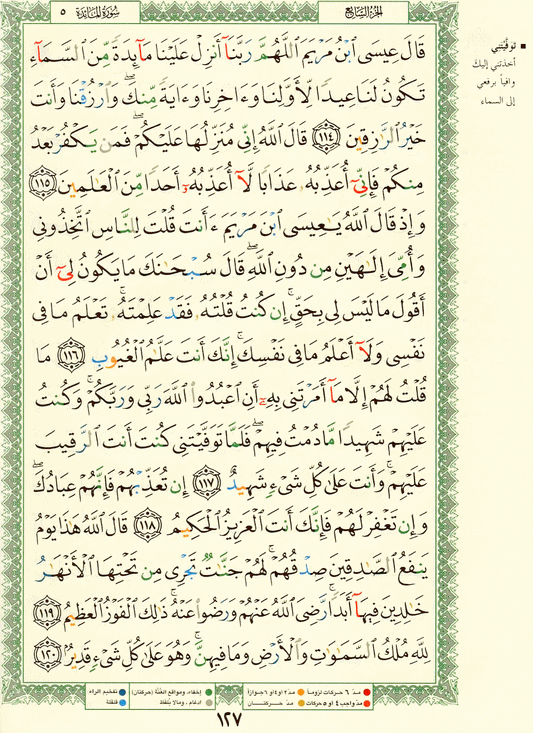 الجزء السابع
سورة المائدة ٥
قَالَ عِيسَى ٱبْنُ مَرْيَمَ ٱللَّهُمَّ رَبَّنَآ أَنزِلْ عَلَيْنَا مَآئِدَةً مِّنَ ٱلسَّمَآءِ
تَكُونُ لَنَا عِيدًا لِّأَوَّلِنَا وَءَاخِرِنَا وَءَايَةً مِّنكَ ۖ وَٱرْزُقْنَا وَأَنتَ
خَيْرُ ٱلرَّٰزِقِينَ ١١٤ قَالَ ٱللَّهُ إِنِّى مُنَزِّلُهَا عَلَيْكُمْ ۖ فَمَن يَكْفُرْ بَعْدُ
مِنكُمْ فَإِنِّىٓ أُعَذِّبُهُۥ عَذَابًا لَّآ أُعَذِّبُهُۥٓ أَحَدًا مِّنَ ٱلْعَٰلَمِينَ ١١٥
وَإِذْ قَالَ ٱللَّهُ يَٰعِيسَى ٱبْنَ مَرْيَمَ ءَأَنتَ قُلْتَ لِلنَّاسِ ٱتَّخِذُونِى
وَأُمِّىَ إِلَٰهَيْنِ مِن دُونِ ٱللَّهِ ۖ قَالَ سُبْحَٰنَكَ مَا يَكُونُ لِىٓ أَنْ
أَقُولَ مَا لَيْسَ لِى بِحَقٍّ ۚ إِن كُنتُ قُلْتُهُۥ فَقَدْ عَلِمْتَهُۥ ۚ تَعْلَمُ مَا فِى
نَفْسِى وَلَآ أَعْلَمُ مَا فِى نَفْسِكَ ۚ إِنَّكَ أَنتَ عَلَّٰمُ ٱلْغُيُوبِ ١١٦ مَا
قُلْتُ لَهُمْ إِلَّا مَآ أَمَرْتَنِى بِهِۦٓ أَنِ ٱعْبُدُوا۟ ٱللَّهَ رَبِّى وَرَبَّكُمْ ۚ وَكُنتُ
عَلَيْهِمْ شَهِيدًا مَّا دُمْتُ فِيهِمْ ۖ فَلَمَّا تَوَفَّيْتَنِى كُنتَ أَنتَ ٱلرَّقِيبَ
عَلَيْهِمْ ۚ وَأَنتَ عَلَىٰ كُلِّ شَىْءٍ شَهِيدٌ ١١٧ إِن تُعَذِّبْهُمْ فَإِنَّهُمْ عِبَادُكَ ۖ
وَإِن تَغْفِرْ لَهُمْ فَإِنَّكَ أَنتَ ٱلْعَزِيزُ ٱلْحَكِيمُ ١١٨ قَالَ ٱللَّهُ هَٰذَا يَوْمُ
يَنفَعُ ٱلصَّٰدِقِينَ صِدْقُهُمْ ۚ لَهُمْ جَنَّٰتٌ تَجْرِى مِن تَحْتِهَا ٱلْأَنْهَٰرُ
خَٰلِدِينَ فِيهَآ أَبَدًا ۚ رَّضِىَ ٱللَّهُ عَنْهُمْ وَرَضُوا۟ عَنْهُ ۚ ذَٰلِكَ ٱلْفَوْزُ ٱلْعَظِيمُ ١١٩
لِلَّهِ مُلْكُ ٱلسَّمَٰوَٰتِ وَٱلْأَرْضِ وَمَا فِيهِنَّ ۚ وَهُوَ عَلَىٰ كُلِّ شَىْءٍ قَدِيرٌۢ ١٢٠
توفَّيْتني
أخذتني إليك
وافياً برفعي
إلى السماء
مدّ ٦ حركات لزوماً مدّ ٢ أو ٤ أو ٦ جوازاً
مدّ واجب ٤ أو ٥ حركات مدّ حركتان
إخفاء، ومواقع الغُنَّة (حركتان) تفخيم الراء
ادغام، ومالا يُلفظ قلقلة
١٢٧